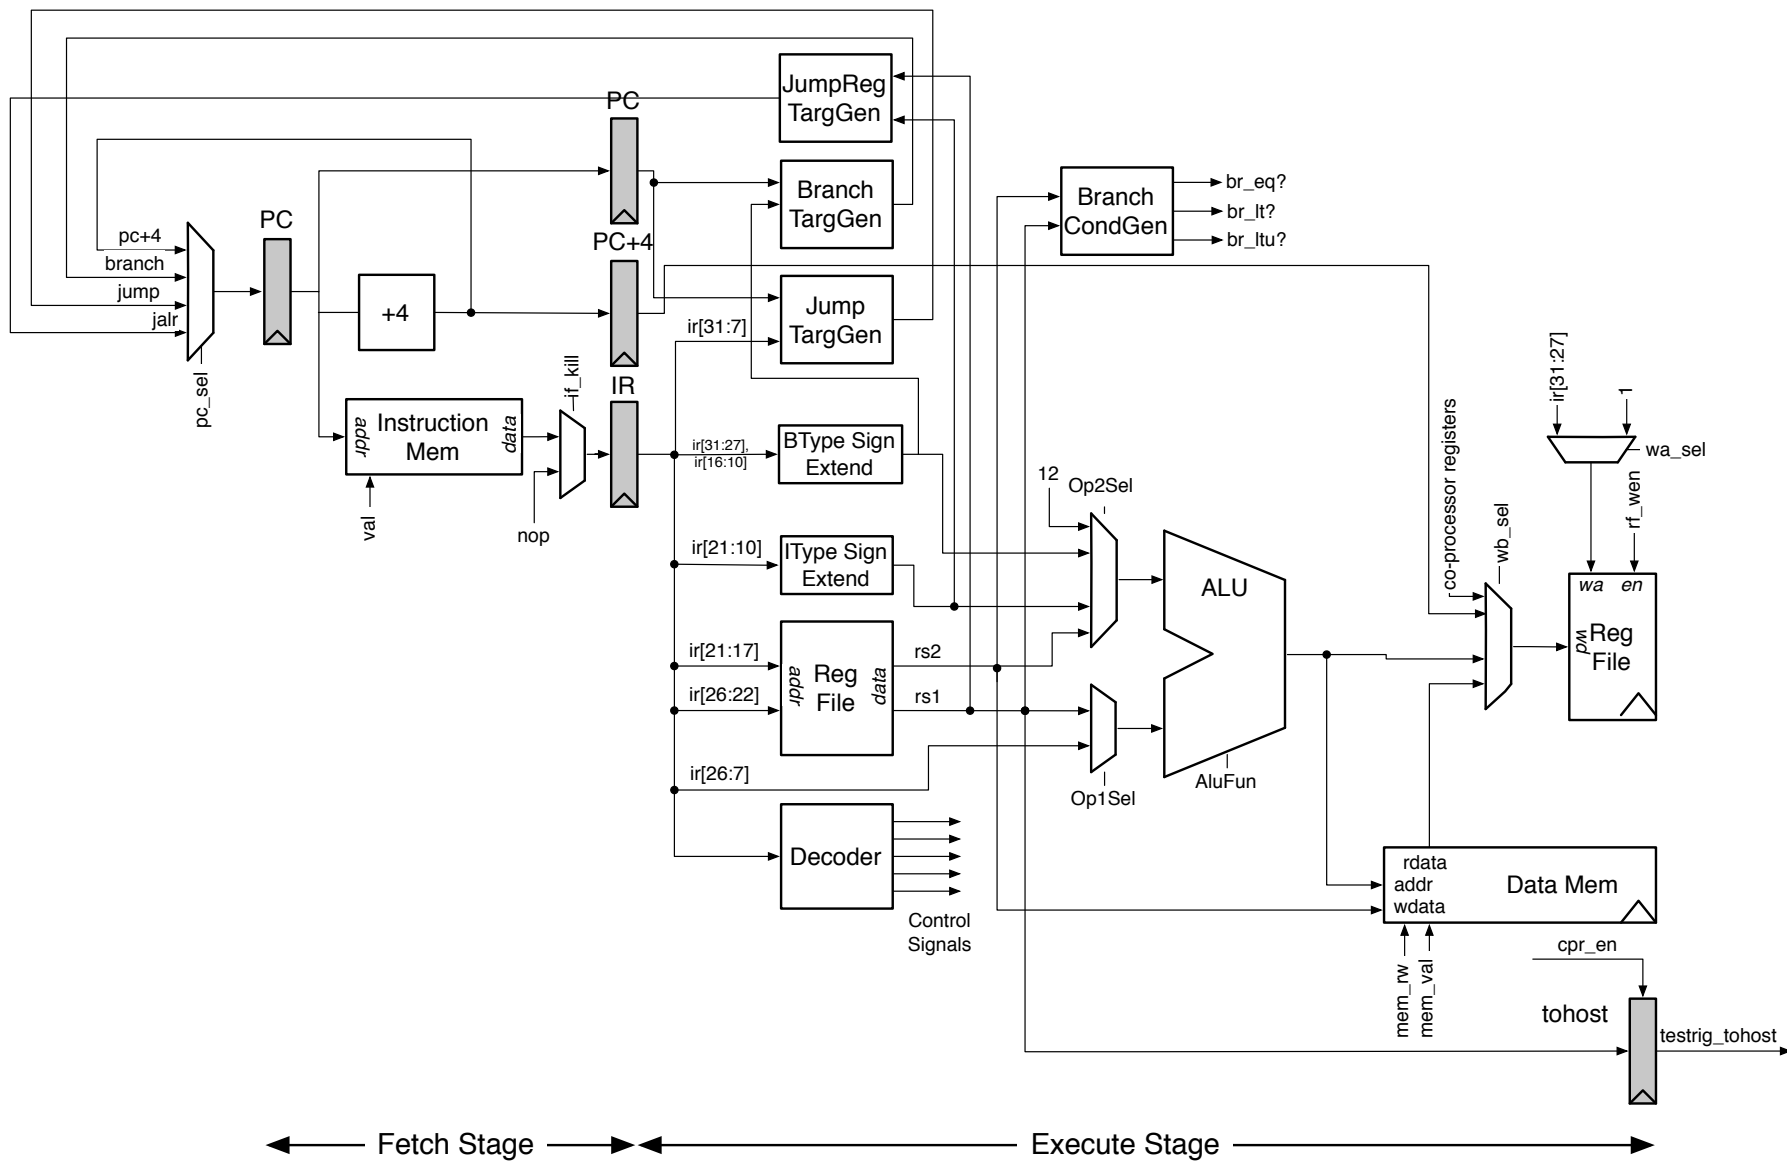 JumpReg
TargGen
PC
Branch
TargGen
Branch
CondGen
br_eq?
br_lt?
br_ltu?
PC
PC+4
pc+4
branch
jump
jalr
+4
Jump
TargGen
ir[31:7]
pc_sel
if_kill
IR
addr
Instruction
Mem
data
val
nop
ir[31:27],
ir[16:10]
BType Sign
Extend
12
Op2Sel
ir[21:10]
IType Sign
Extend
ALU
ir[21:17]
ir[26:22]
addr
Reg
File
data
rs2
rs1
ir[26:7]
Op1Sel
AluFun
Decoder
Control
Signals
co-processor registers
wb_sel
ir[31:27]
1
wa_sel
rf_wen
wa
en
wd
Reg
File
rdata
addr
wdata
Data Mem
mem_rw
mem_val
cpr_en
tohost
testrig_tohost
Fetch Stage
Execute Stage